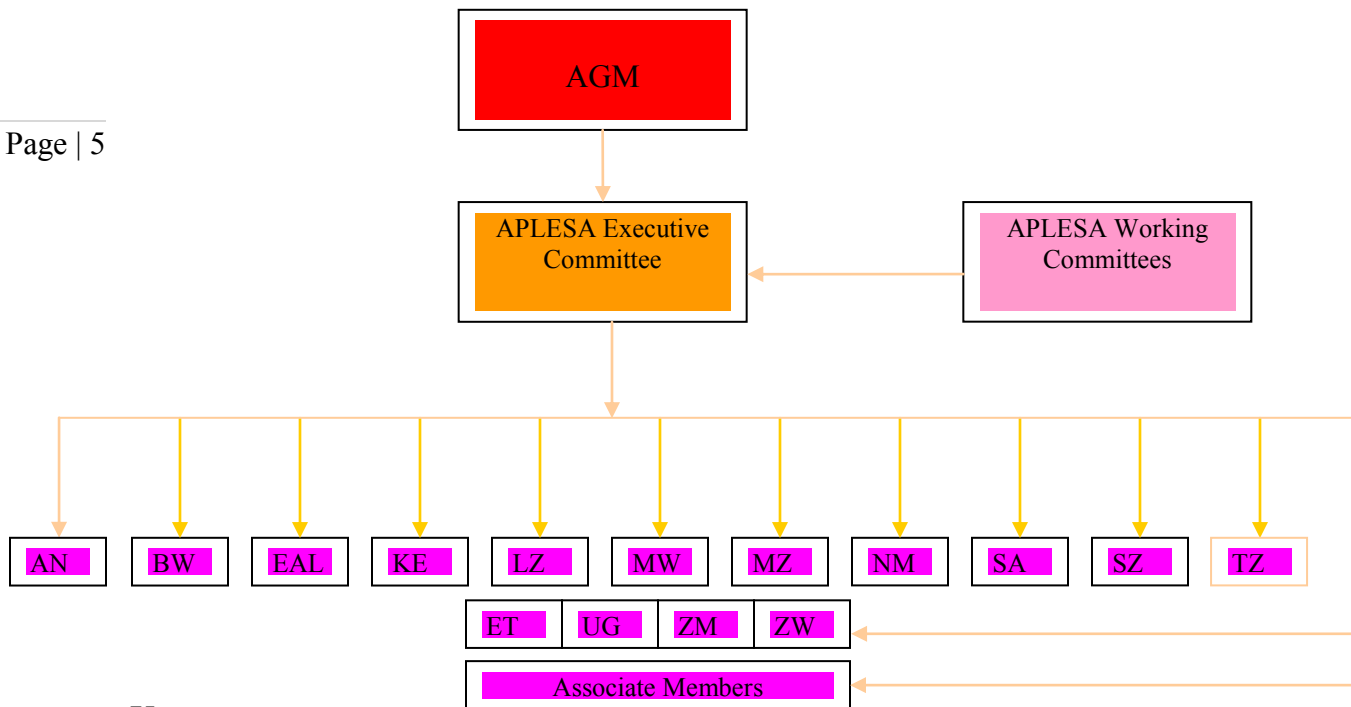 AGM
Page | 5
APLESA Executive
Committee
APLESA Working
Committees
AN BW EAL KE LZ MW MZ NM SA SZ TZ
ET UG ZM ZW
Associate Members